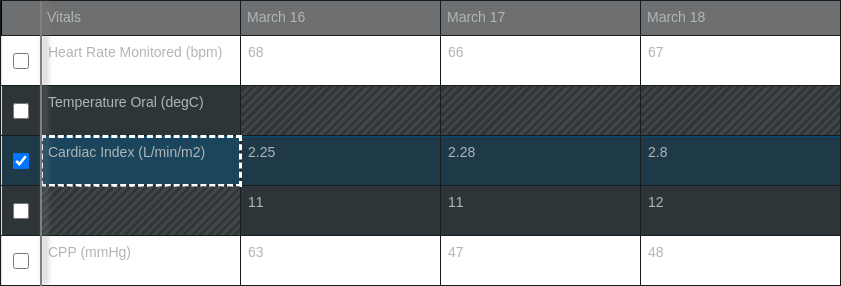 Vitals March 16 March 17 March 18
Heart Rate Monitored (bpm) 68 66 67
Temperature Oral (degC)
Cardiac Index (L/min/m2) 2.25 2.28 2.8
11 11 12
CPP (mmHg) 63 47 48